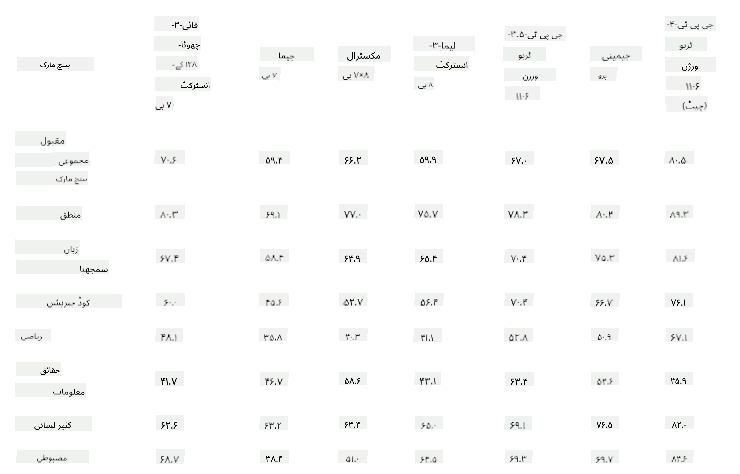 بینچ مارک
فائی-۳-
چھوٹا-
۱۲۸ کے-
انسٹرکٹ
۷ بی
جیما
۷ بی
مکسٹرال
۸×۷ بی
لیما-۳-
انسٹرکٹ
۸ بی
جی پی ٹی-۳.۵-
ٹربو
ورژن
۱۱۰۶
جیمینی
پرو
جی پی ٹی-۴-
ٹربو
ورژن
۱۱۰۶
(چیٹ)
مقبول
مجموعی
بینچ مارک
۷۰.۶ ۵۹.۴ ۶۶.۲ ۵۹.۹ ۶۷.۰ ۶۷.۵ ۸۰.۵
منطق ۸۰.۳ ۶۹.۱ ۷۷.۰ ۷۵.۷ ۷۸.۳ ۸۰.۲ ۸۹.۳
زبان
سمجھنا
۶۷.۴ ۵۸.۴ ۶۴.۹ ۶۵.۴ ۷۰.۴ ۷۵.۳ ۸۱.۶
کوڈ جنریشن ۶۰.۰ ۴۵.۶ ۵۲.۷ ۵۶.۴ ۷۰.۴ ۶۶.۷ ۷۶.۱
ریاضی ۴۸.۱ ۳۵.۸ ۴۰.۳ ۴۱.۱ ۵۲.۸ ۵۰.۹ ۶۷.۱
حقائق
معلومات
۴۱.۷ ۴۶.۷ ۵۸.۶ ۴۳.۱ ۶۳.۴ ۵۴.۶ ۴۵.۹
کثیر لسانی ۶۲.۶ ۶۳.۲ ۶۳.۴ ۶۵.۰ ۶۹.۱ ۷۶.۵ ۸۲.۰
مضبوطی ۶۸.۷ ۳۸.۴ ۵۱.۰ ۶۴.۵ ۶۹.۳ ۶۹.۷ ۸۴.۶